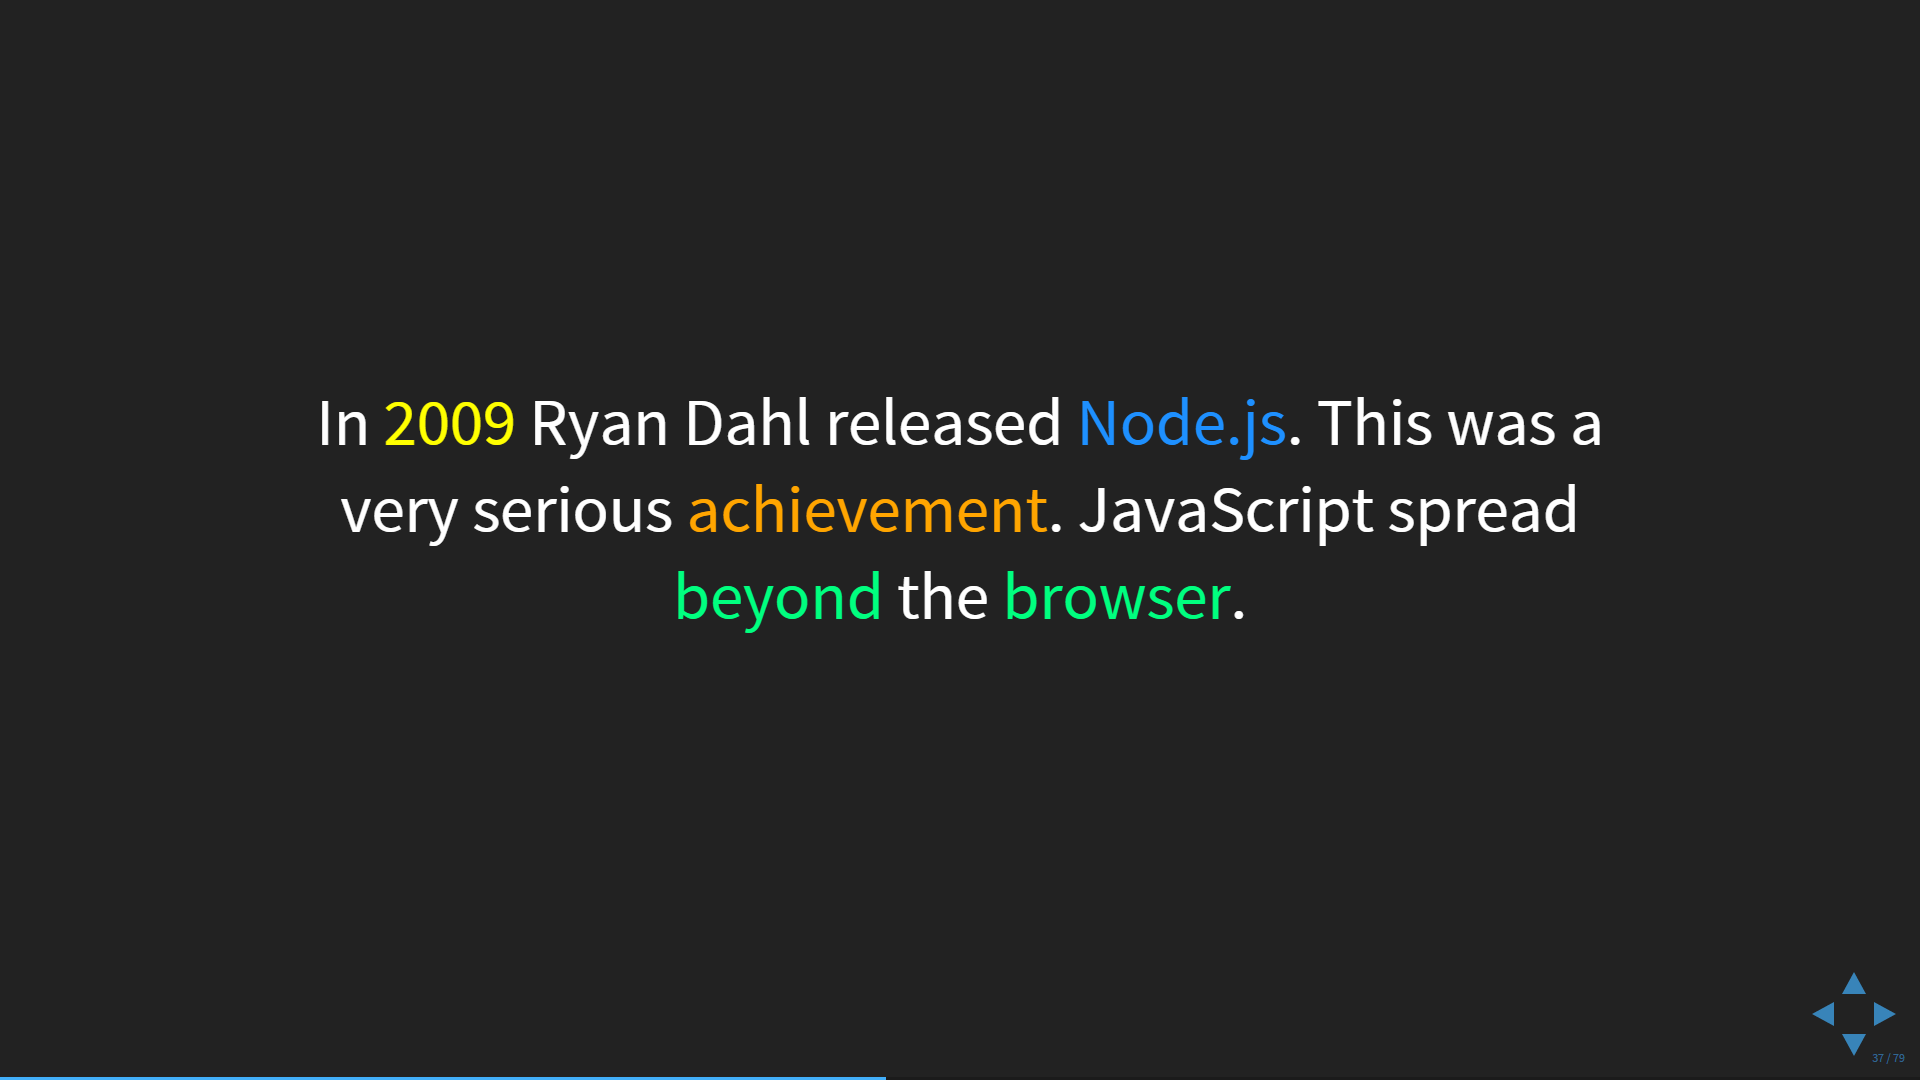 In 2009 Ryan Dahl released Node.js. This was a
very serious achievement. JavaScript spread
beyond the browser.
37 / 79